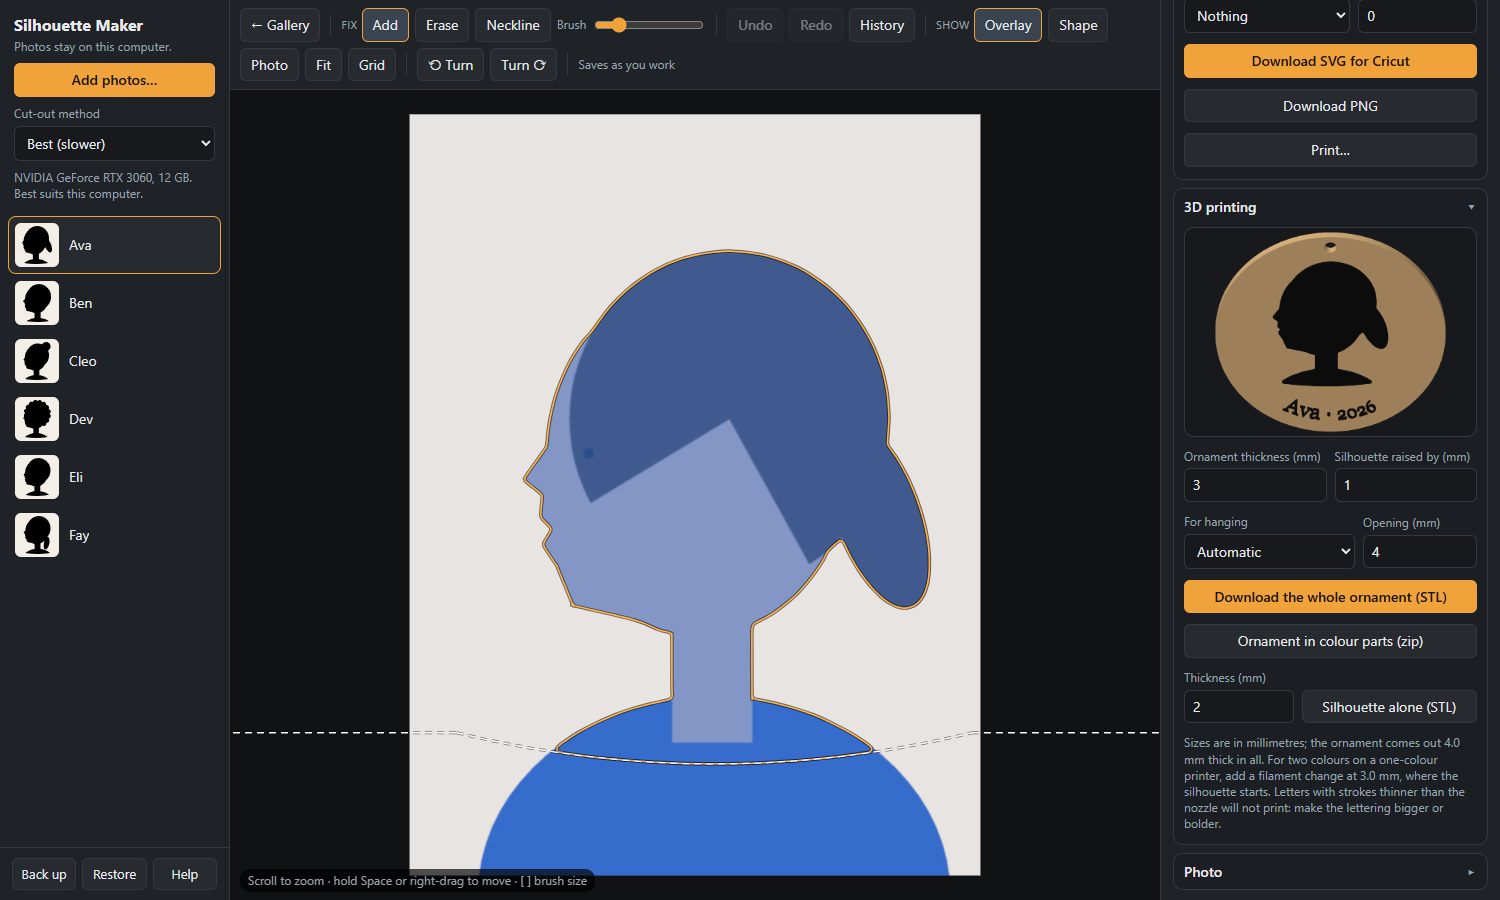 Silhouette Maker
Photos stay on this computer.
Add photos...
Cut-out method
Best (slower)
NVIDIA GeForce RTX 3060, 12 GB.
Best suits this computer.
Ava
Ben
Cleo
Dev
Eli
Fay
Back up
Restore
Help
← Gallery
FIX
Add
Erase
Neckline
Brush
Undo
Redo
History
SHOW
Overlay
Shape
Photo
Fit
Grid
⟲ Turn
Turn ⟳
Saves as you work
Scroll to zoom · hold Space or right-drag to move · [ ] brush size
Nothing
0
Download SVG for Cricut
Download PNG
Print...
3D printing
Ava · 2026
Ornament thickness (mm)
Silhouette raised by (mm)
3
1
For hanging
Opening (mm)
Automatic
4
Download the whole ornament (STL)
Ornament in colour parts (zip)
Thickness (mm)
2
Silhouette alone (STL)
Sizes are in millimetres; the ornament comes out 4.0
mm thick in all. For two colours on a one-colour
printer, add a filament change at 3.0 mm, where the
silhouette starts. Letters with strokes thinner than the
nozzle will not print: make the lettering bigger or
bolder.
Photo